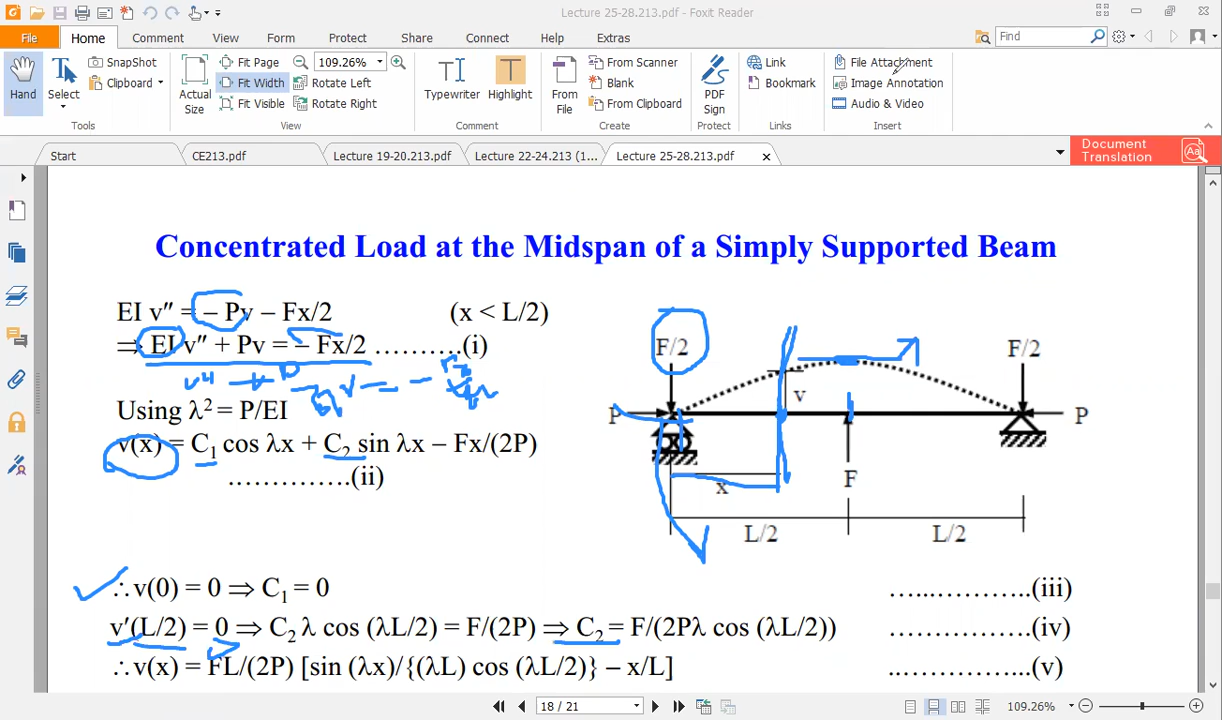 Lecture 25-28.213.pdf - Foxit Reader
File Home Comment View Form Protect Share Connect Help Extras Find
Hand
Select
SnapShot
Clipboard
Tools
Actual Size
Fit Page
Fit Width
Fit Visible
109.26%
Rotate Left
Rotate Right
View
Typewriter
Highlight
Comment
From File
From Scanner
Blank
From Clipboard
Create
PDF Sign
Protect
Link
Bookmark
Links
File Attachment
Image Annotation
Audio & Video
Insert
Start CE213.pdf Lecture 19-20.213.pdf Lecture 22-24.213 (1... Lecture 25-28.213.pdf
Document Translation
Concentrated Load at the Midspan of a Simply Supported Beam
EI v″ = – Pv – Fx/2 (x < L/2)
⇒ EI v″ + Pv = – Fx/2 ……….(i)
Using λ² = P/EI
v(x) = C₁ cos λx + C₂ sin λx – Fx/(2P)
………….(ii)
F/2 F/2
v
P P
x F
L/2 L/2
∴v(0) = 0 ⇒ C₁ = 0 …...………..(iii)
v′(L/2) = 0 ⇒ C₂ λ cos (λL/2) = F/(2P) ⇒ C₂ = F/(2Pλ cos (λL/2)) ……………..(iv)
∴v(x) = FL/(2P) [sin (λx)/{(λL) cos (λL/2)} – x/L] ..…………...(v)
18 / 21 109.26%